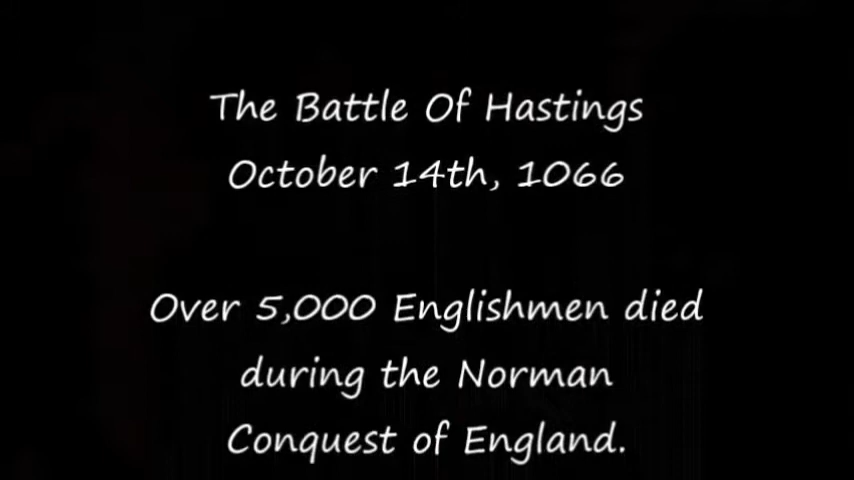 The Battle Of Hastings
October 14th, 1066
Over 5,000 Englishmen died
during the Norman
Conquest of England.